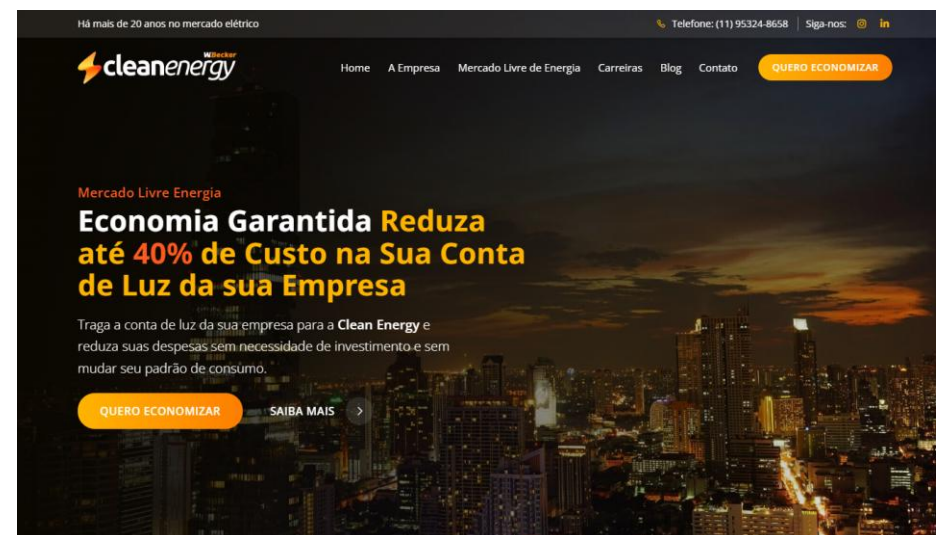 Há mais de 20 anos no mercado elétrico
Telefone: (11) 95324-8658
Siga-nos:
in
WBecker
cleanenergy
Home
A Empresa
Mercado Livre de Energia
Carreiras
Blog
Contato
QUERO ECONOMIZAR
Mercado Livre Energia
Economia Garantida Reduza
até 40% de Custo na Sua Conta
de Luz da sua Empresa
Traga a conta de luz da sua empresa para a Clean Energy e
reduza suas despesas sem necessidade de investimento e sem
mudar seu padrão de consumo.
QUERO ECONOMIZAR
SAIBA MAIS